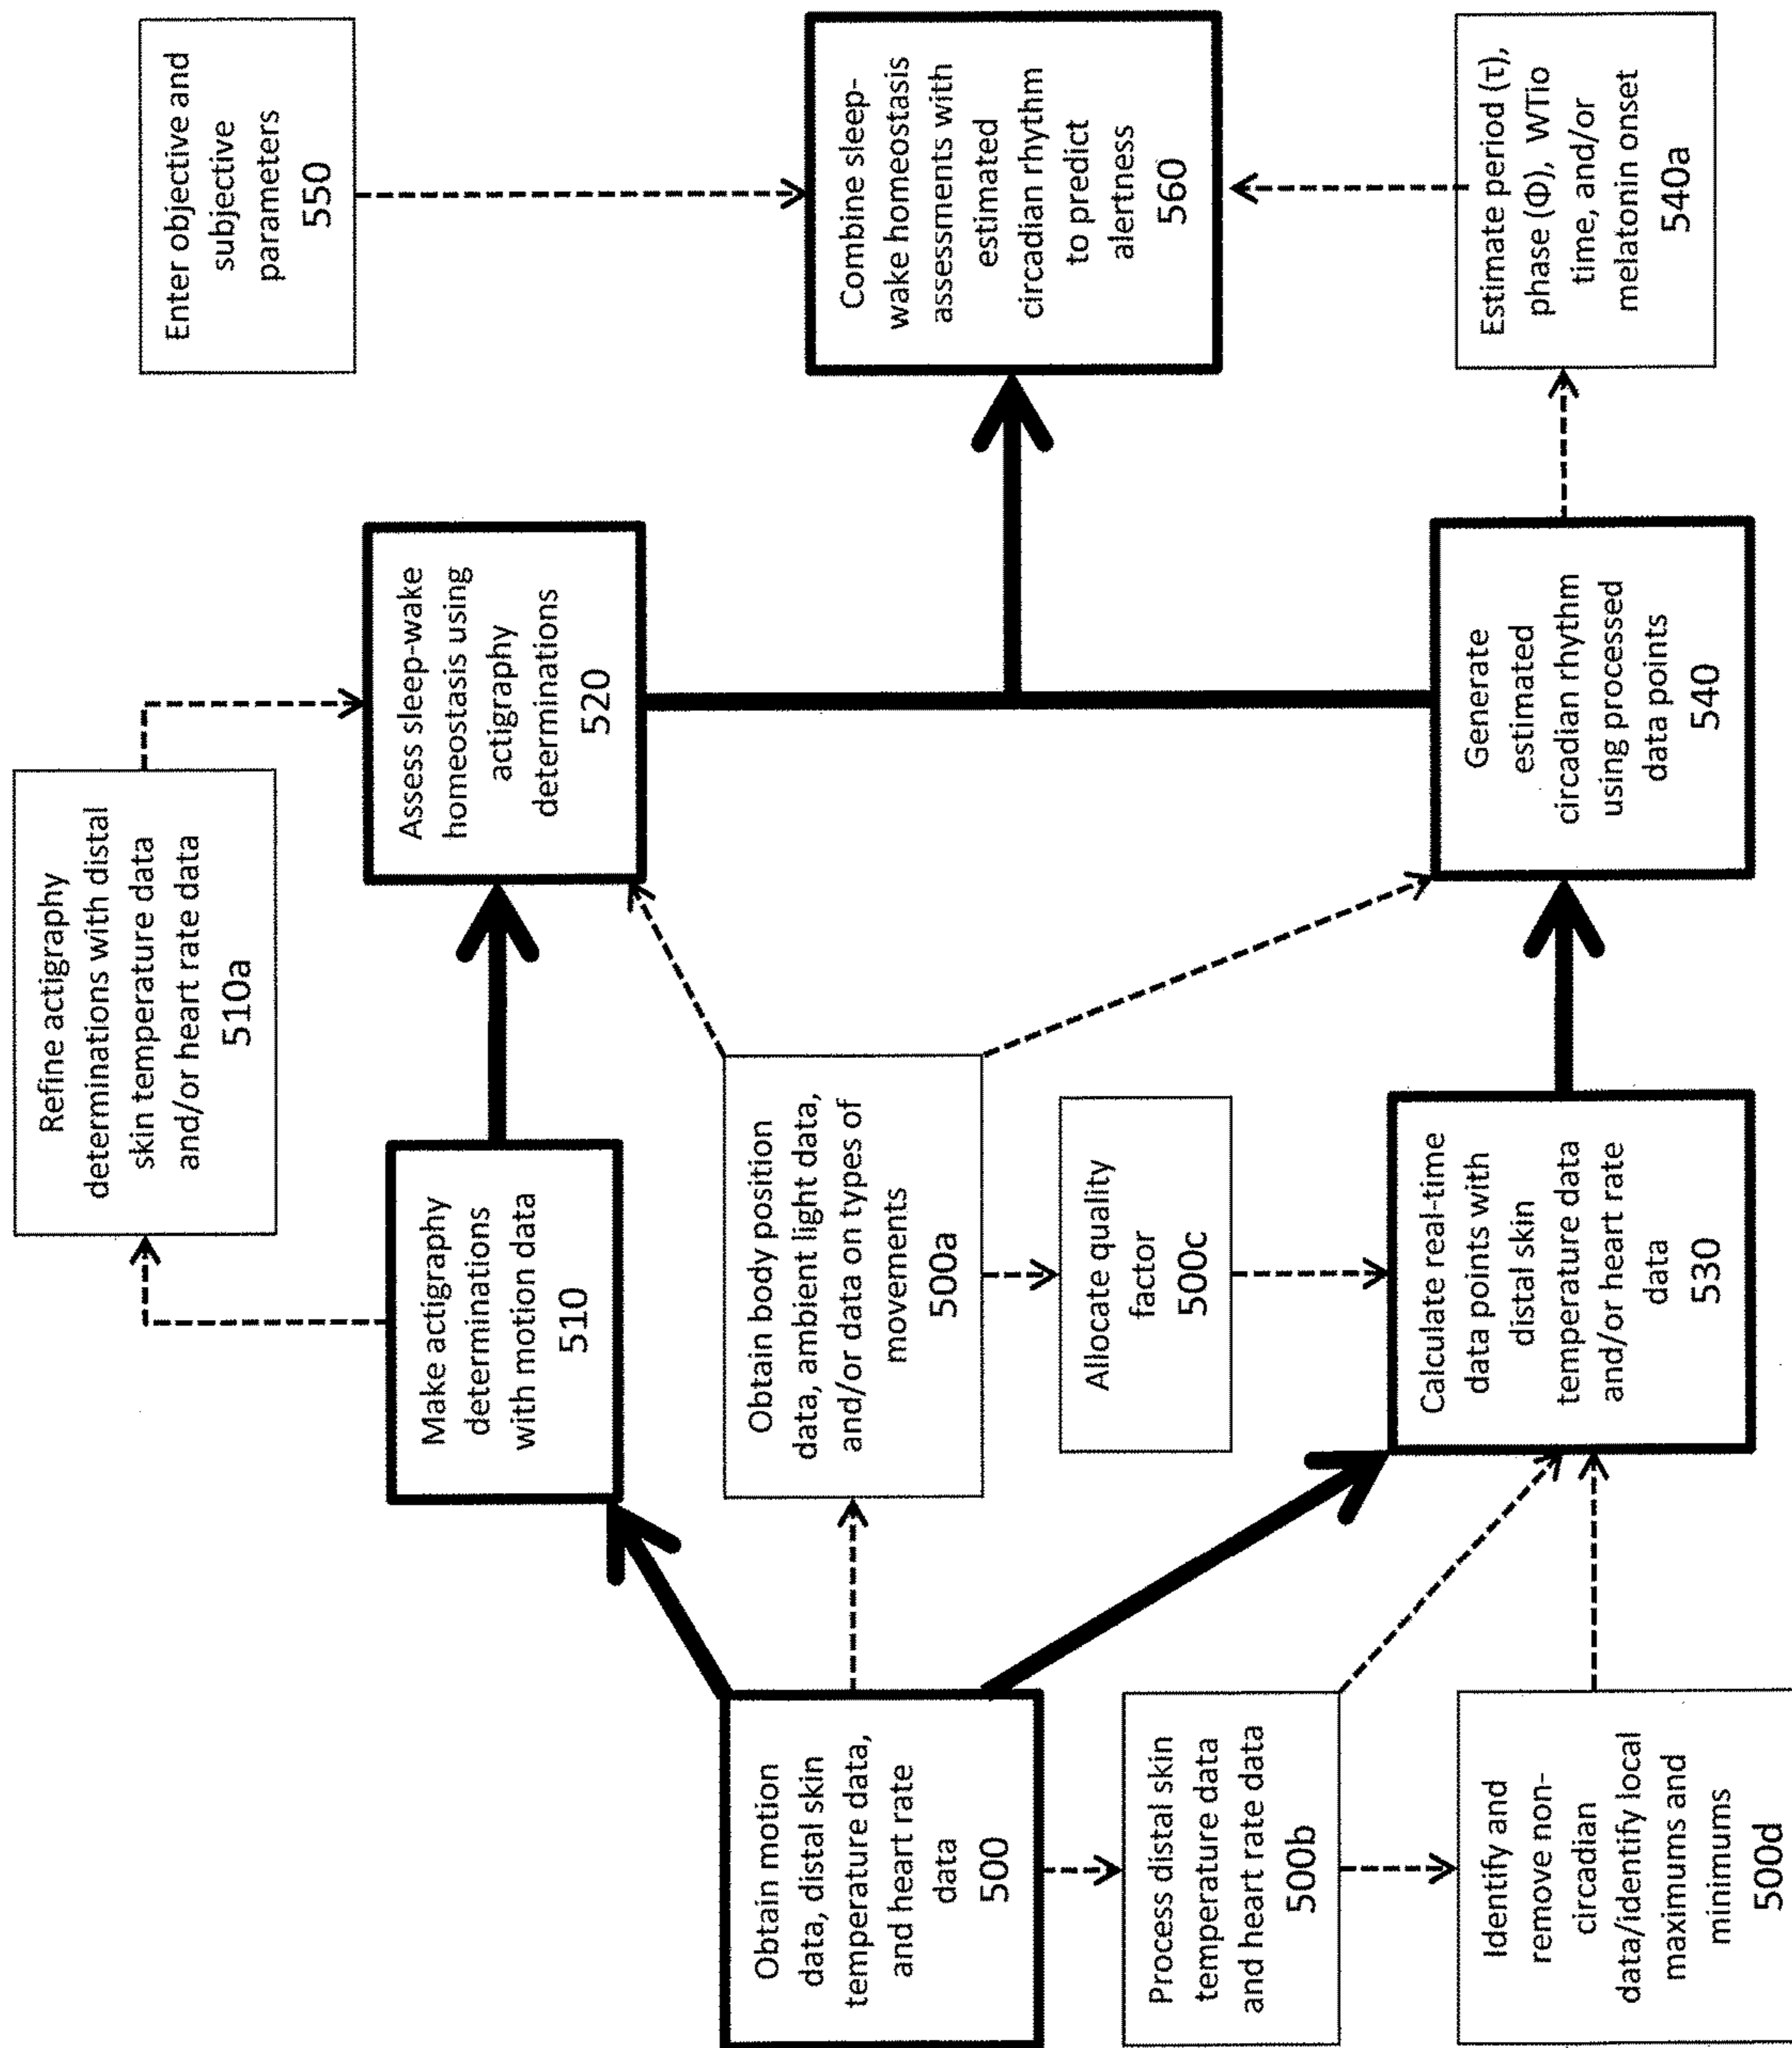 Obtain motion
data, distal skin
temperature data,
and heart rate
data
500
Process distal skin
temperature data
and heart rate data
500b
Identify and
remove non-
circadian
data/identify local
maximums and
minimums
500d
Make actigraphy
determinations
with motion data
510
Refine actigraphy
determinations with distal
skin temperature data
and/or heart rate data
510a
Obtain body position
data, ambient light data,
and/or data on types of
movements
500a
Allocate quality
factor
500c
Calculate real-time
data points with
distal skin
temperature data
and/or heart rate
data
530
Assess sleep-wake
homeostasis using
actigraphy
determinations
520
Generate
estimated
circadian rhythm
using processed
data points
540
Enter objective and
subjective
parameters
550
Combine sleep-
wake homeostasis
assessments with
estimated
circadian rhythm
to predict
alertness
560
Estimate period (τ),
phase (Φ), WTio
time, and/or
melatonin onset
540a